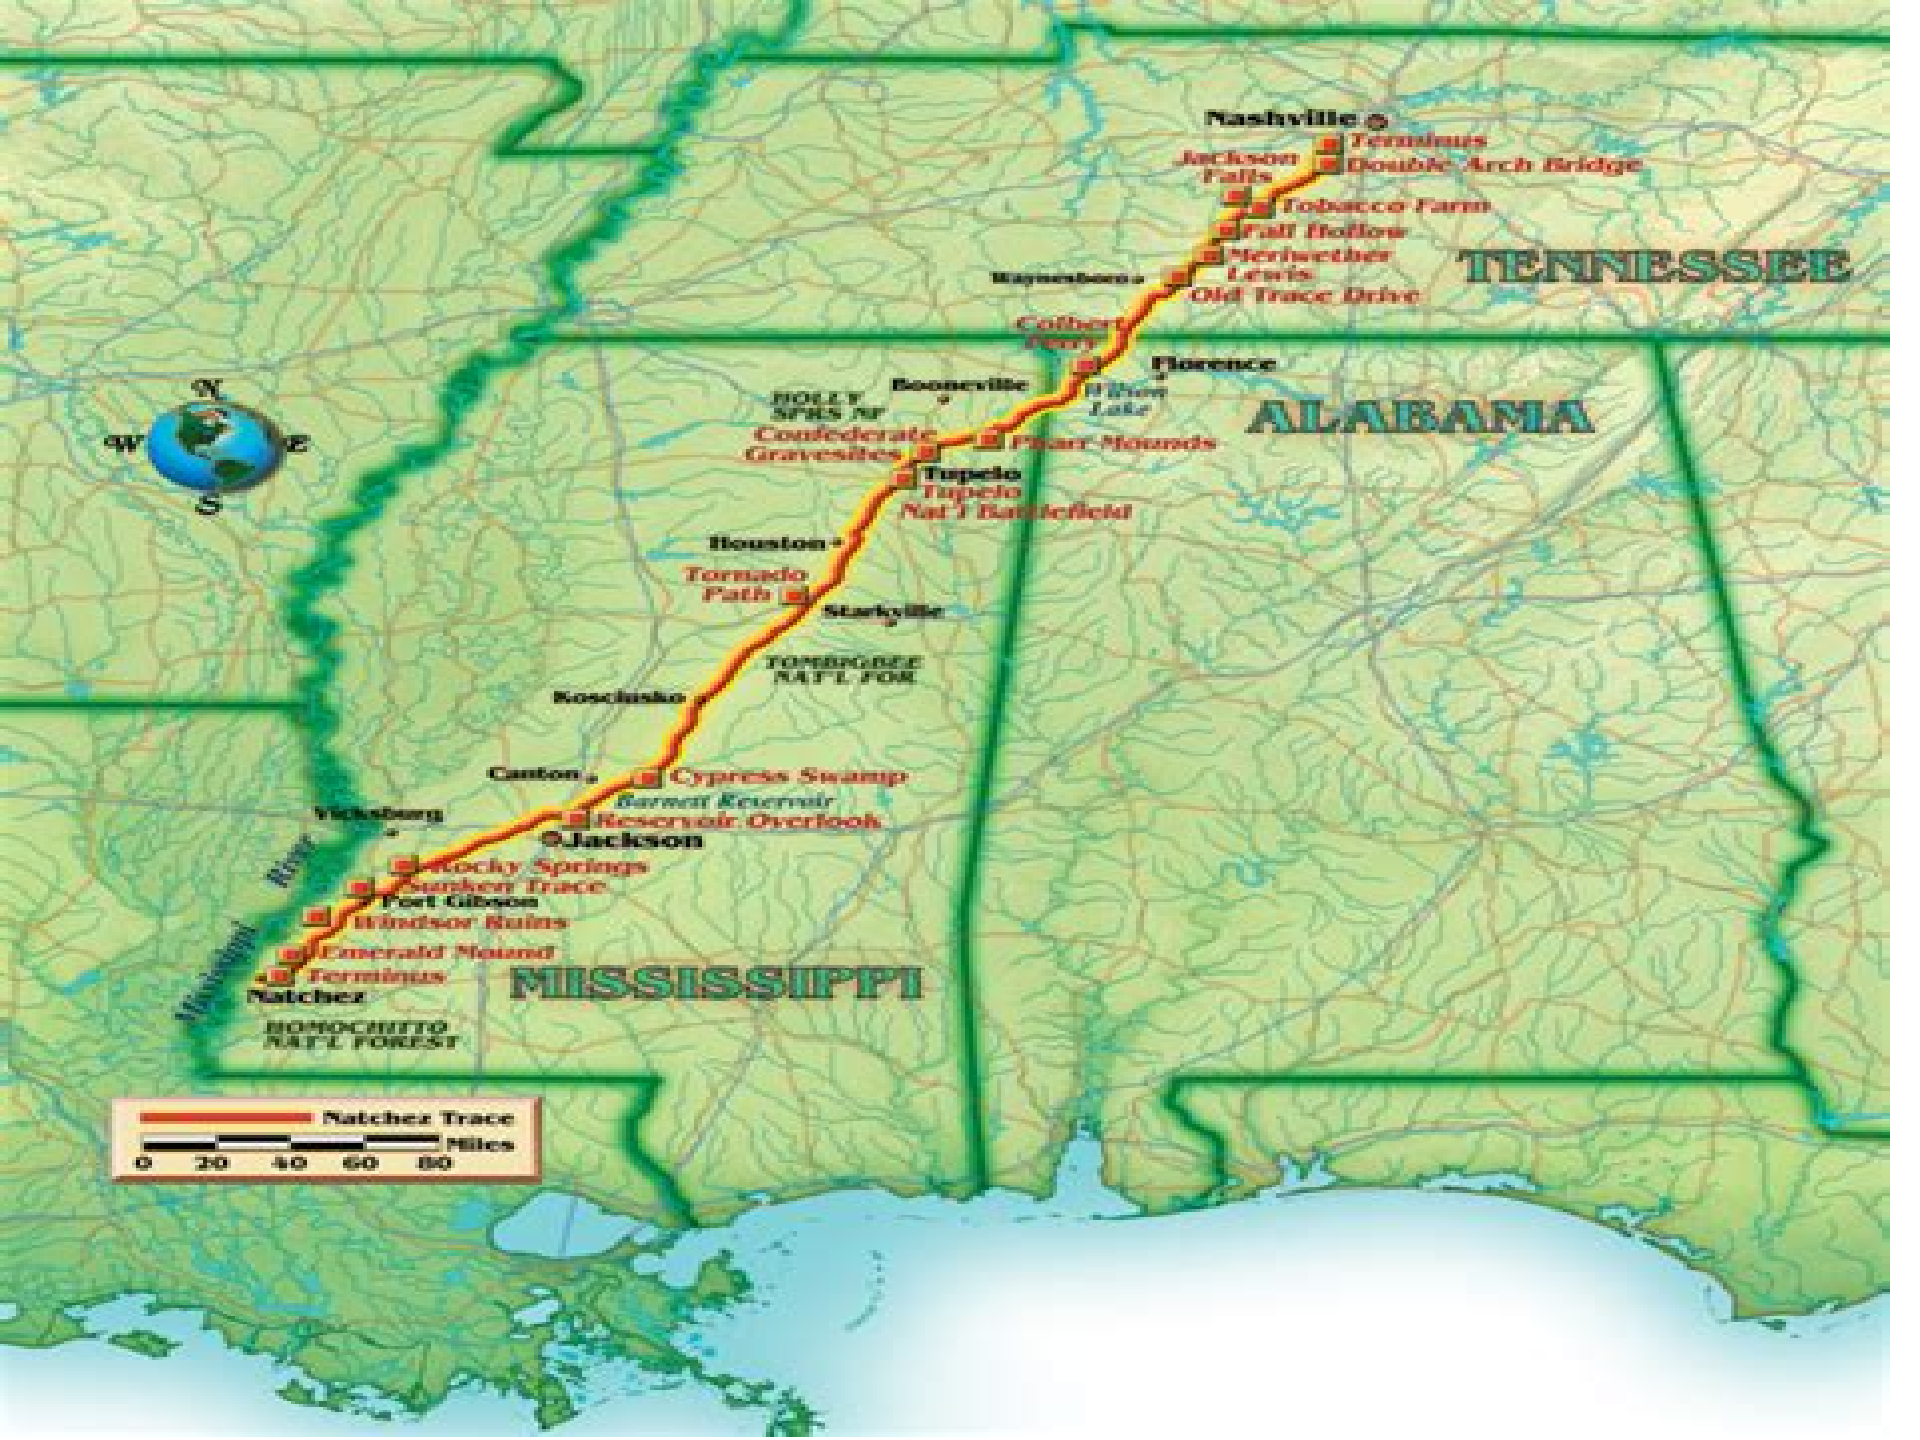 Nashville
Terminus
Double Arch Bridge
Jackson
Falls
Tobacco Farm
Fall Hollow
Meriwether
Lewis
TENNESSEE
Waynesboro
Old Trace Drive
Colbert
Ferry
Florence
Booneville
Wilson
Lake
HOLLY
SPRS NF
ALABAMA
Confederate
Gravesites
Pharr Mounds
Tupelo
Tupelo
Nat'l Battlefield
N
W
E
S
Houston
Tornado
Path
Starkville
TOMBIGBEE
NAT'L FOR
Kosciusko
Canton
Cypress Swamp
Barnett Reservoir
Reservoir Overlook
Vicksburg
Jackson
Rocky Springs
Sunken Trace
Port Gibson
Windsor Ruins
Emerald Mound
Terminus
MISSISSIPPI
Natchez
Mississippi River
HOMOCHITTO
NAT'L FOREST
Natchez Trace
Miles
0 20 40 60 80